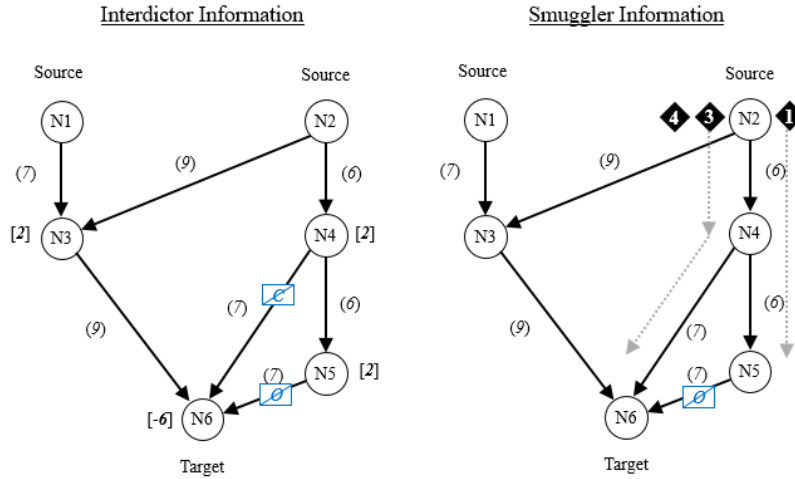 Interdictor Information
Smuggler Information
Source
Source
N1
N2
(7)
(9)
(6)
[2]
N3
N4
[2]
(9)
(7)
C
(6)
(7)
O
N5
[2]
[-6]
N6
Target
Source
Source
N1
4
3
N2
1
(7)
(9)
(6)
N3
N4
(9)
(7)
(6)
(7)
O
N5
N6
Target